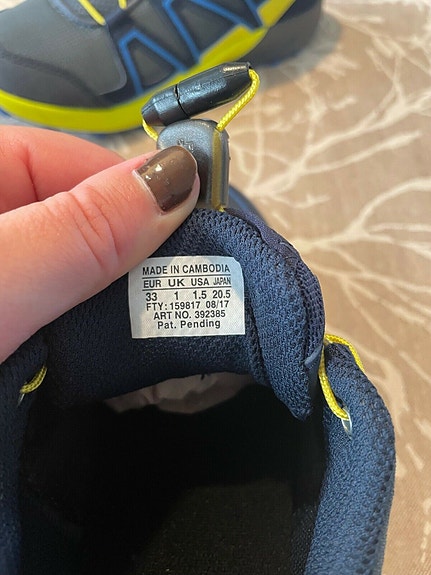 MADE IN CAMBODIA
EUR UK USA JAPAN
33 1 1.5 20.5
FTY: 159817 08/17
ART NO. 392385
Pat. Pending